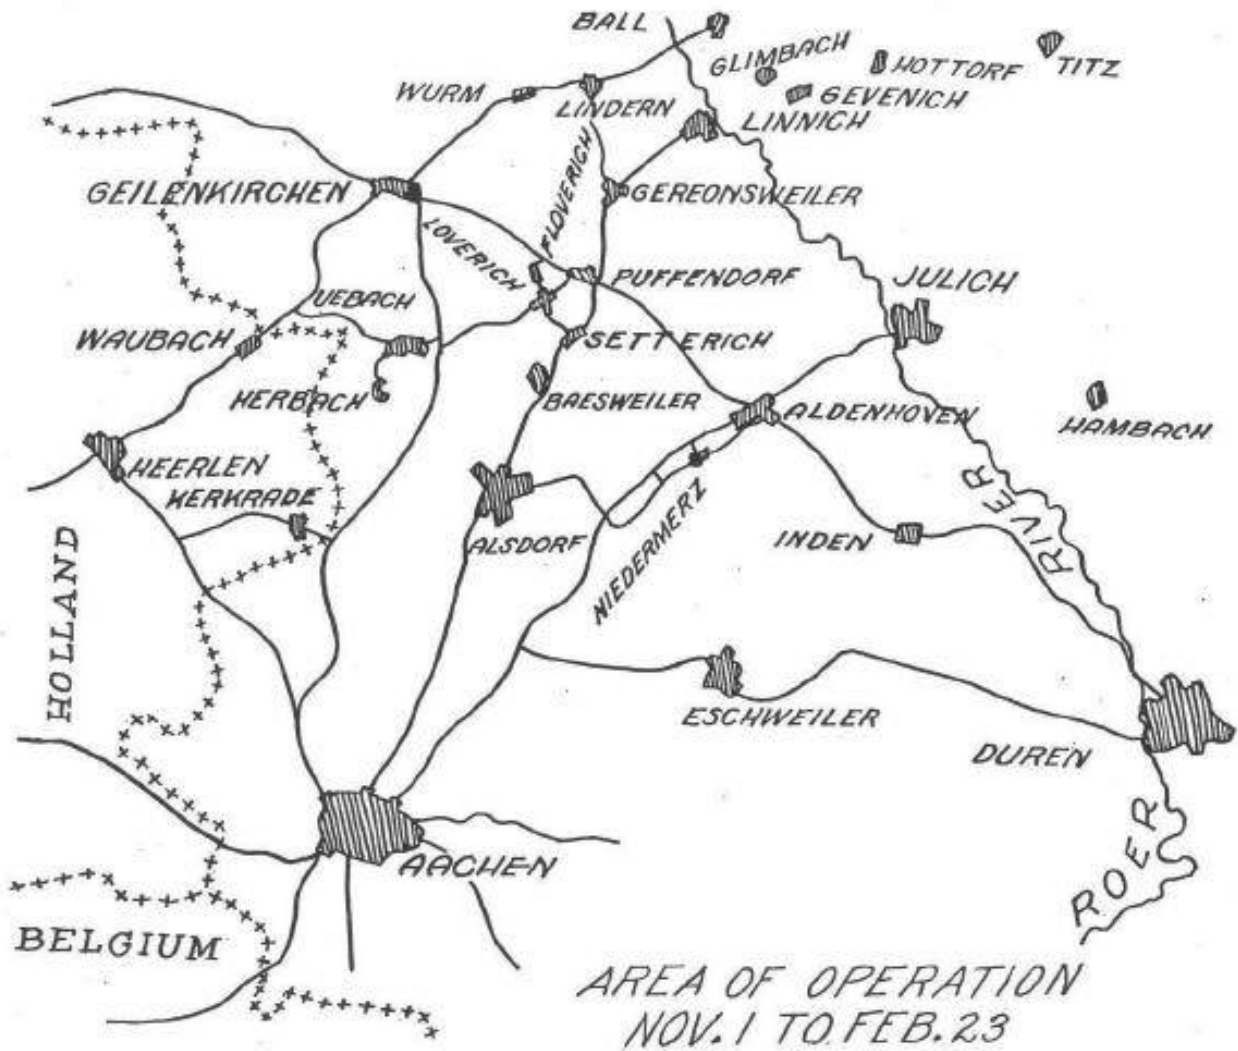 BALL
GLIMBACH
HOTTORF
TITZ
WURM
LINDERN
GEVENICH
LINNICH
GEILENKIRCHEN
FLOVERICH
GEREONSWEILER
LOVERICH
PUFFENDORF
JULICH
UEBACH
WAUBACH
SETTERICH
HERBACH
BAESWEILER
ALDENHOVEN
HAMBACH
HEERLEN
KERKRADE
ALSDORF
NIEDERMERZ
INDEN
RIVER
HOLLAND
ESCHWEILER
DUREN
AACHEN
ROER
BELGIUM
AREA OF OPERATION
NOV. 1 TO FEB. 23